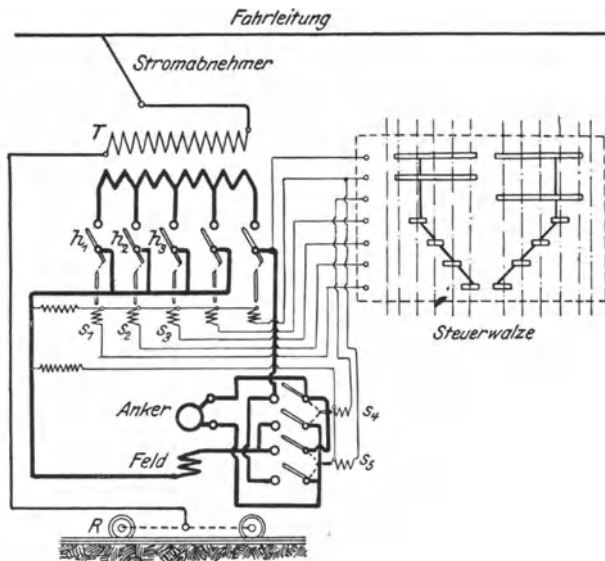 Fahrleitung
Stromabnehmer
T
h₁ h₂ h₃
s₁ s₂ s₃
Steuerwalze
Anker
s₄
Feld
s₅
R